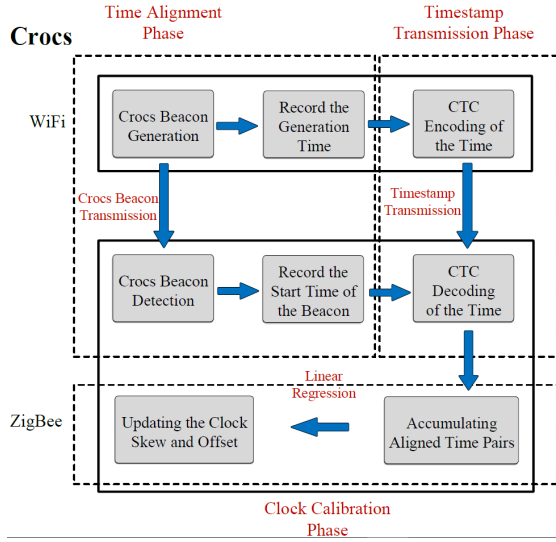 Crocs
Time Alignment
Phase
Timestamp
Transmission Phase
WiFi
Crocs Beacon
Generation
Record the
Generation
Time
CTC
Encoding of
the Time
Crocs Beacon
Transmission
Timestamp
Transmission
Crocs Beacon
Detection
Record the
Start Time of
the Beacon
CTC
Decoding
of the Time
Linear
Regression
ZigBee
Updating the Clock
Skew and Offset
Accumulating
Aligned Time Pairs
Clock Calibration
Phase